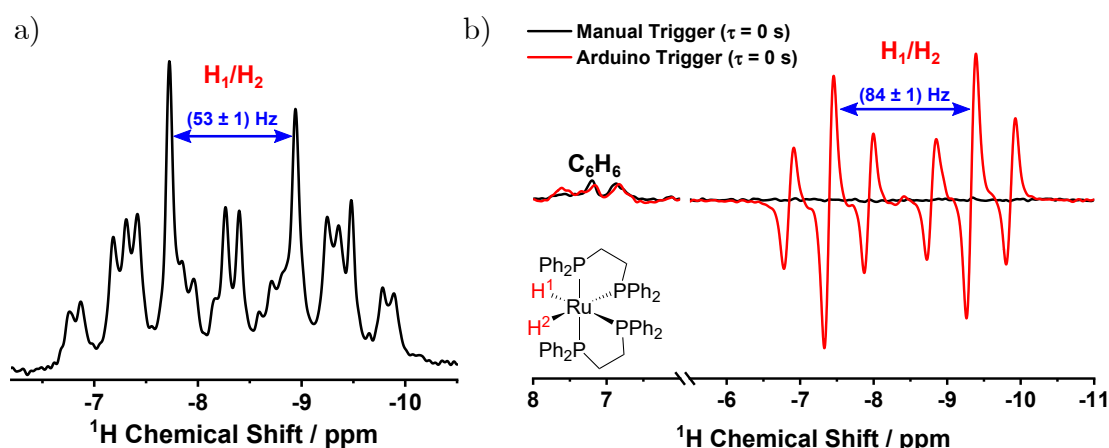 a)
H₁/H₂
(53 ± 1) Hz
-7 -8 -9 -10
¹H Chemical Shift / ppm
b)
Manual Trigger (τ = 0 s)
Arduino Trigger (τ = 0 s)
H₁/H₂
(84 ± 1) Hz
C₆H₆
Ph₂P
PPh₂
H¹
Ru
H²
PPh₂
Ph₂P
8 7 -6 -7 -8 -9 -10 -11
¹H Chemical Shift / ppm